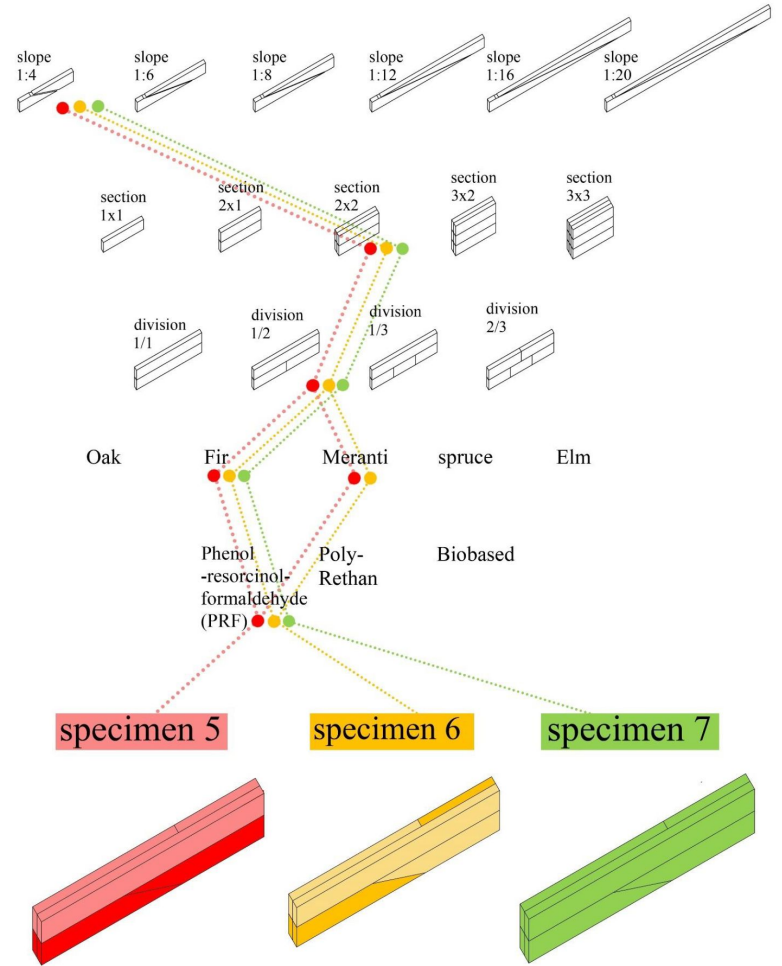 slope
1:4
slope
1:6
slope
1:8
slope
1:12
slope
1:16
slope
1:20
section
1x1
section
2x1
section
2x2
section
3x2
section
3x3
division
1/1
division
1/2
division
1/3
division
2/3
Oak
Fir
Meranti
spruce
Elm
Phenol
-resorcinol-
formaldehyde
(PRF)
Poly-
Rethan
Biobased
specimen 5
specimen 6
specimen 7